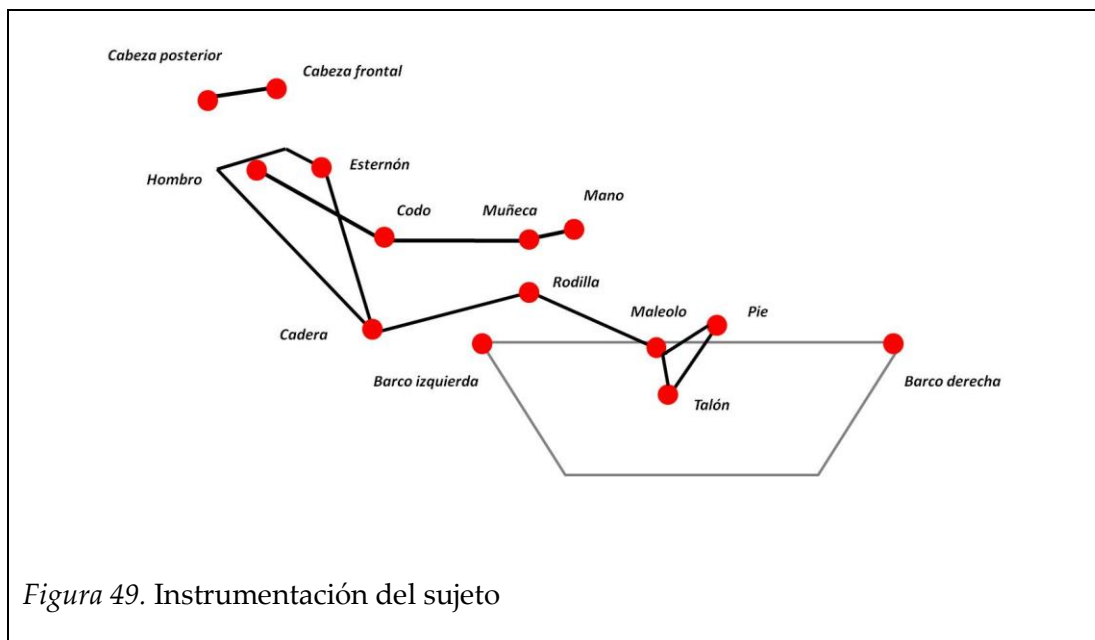 Cabeza posterior
Cabeza frontal
Hombro
Esternón
Codo
Muñeca
Mano
Rodilla
Cadera
Maleolo
Pie
Barco izquierda
Talón
Barco derecha
Figura 49. Instrumentación del sujeto